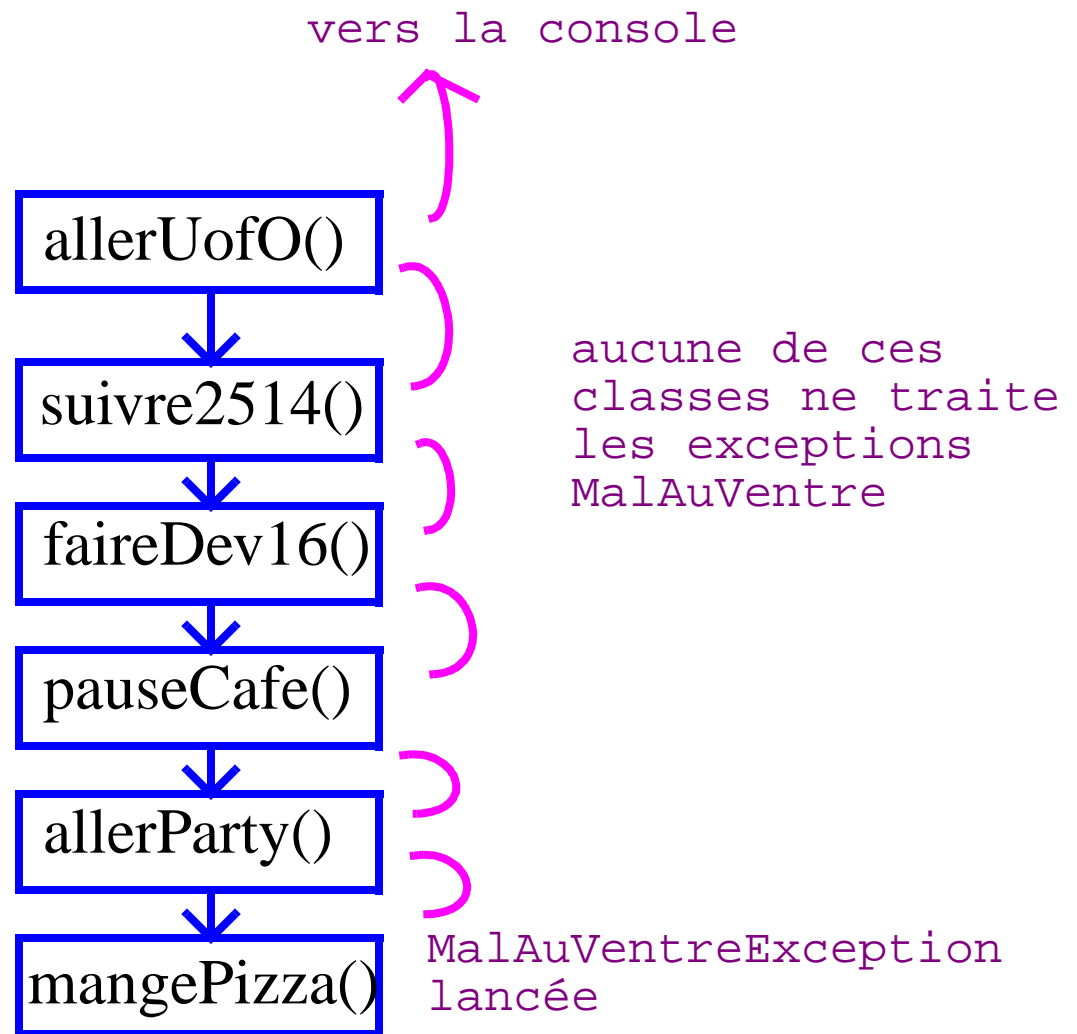 vers la console
allerUofO()
suivre2514()
aucune de ces
classes ne traite
les exceptions
MalAuVentre
faireDev16()
pauseCafe()
allerParty()
mangePizza()
MalAuVentreException
lancée